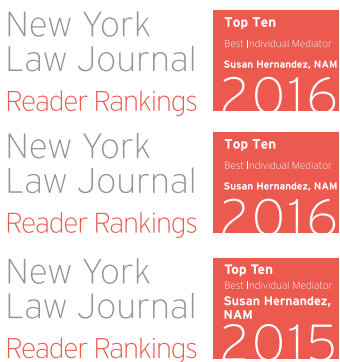 New York
Law Journal
Reader Rankings
Top Ten
Best Individual Mediator
Susan Hernandez, NAM
2016
New York
Law Journal
Reader Rankings
Top Ten
Best Individual Mediator
Susan Hernandez, NAM
2016
New York
Law Journal
Reader Rankings
Top Ten
Best Individual Mediator
Susan Hernandez,
NAM
2015